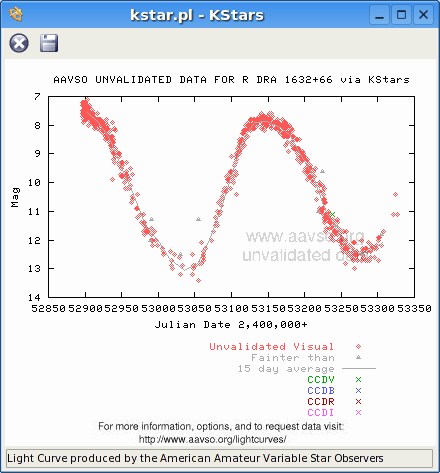 kstar.pl - KStars
AAVSO UNVALIDATED DATA FOR R DRA 1632+66 via KStars
7
8
9
10
11
12
13
14
Mag
www.aavso.org
unvalidated
52850 52900 52950 53000 53050 53100 53150 53200 53250 53300 53350
Julian Date 2,400,000+
Unvalidated Visual
Fainter than
15 day average
CCDV
CCDB
CCDR
CCDI
For more information, options, and to request data visit:
http://www.aavso.org/lightcurves/
Light Curve produced by the American Amateur Variable Star Observers